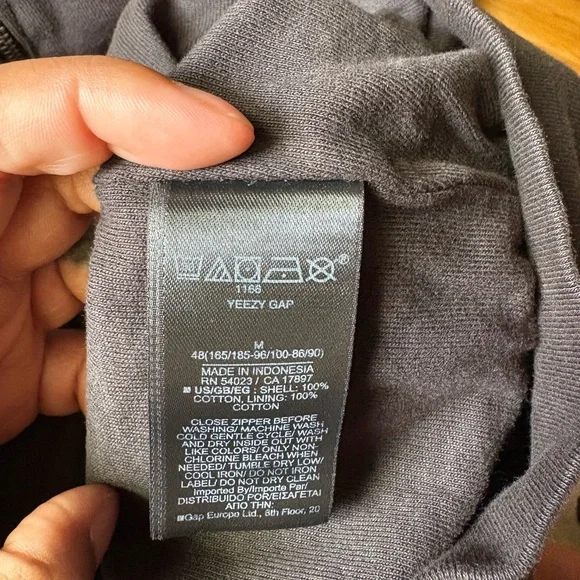 1166
YEEZY GAP
M
48(165/185-96/100-86/90)
MADE IN INDONESIA
RN 54023 / CA 17897
US/GB/EG ; SHELL: 100%
COTTON, LINING: 100%
COTTON
CLOSE ZIPPER BEFORE
WASHING/ MACHINE WASH
COLD GENTLE CYCLE/ WASH
AND DRY INSIDE OUT WITH
LIKE COLORS/ ONLY NON-
CHLORINE BLEACH WHEN
NEEDED/ TUMBLE DRY LOW/
COOL IRON/ DO NOT IRON
LABEL/ DO NOT DRY CLEAN
Imported By/Importe Par/
DISTRIBUIDO POR/ΕΙΣΑΓΕΤΑΙ
ΑΠΟ ΤΗΝ:
Gap Europe Ltd., 8th Floor, 20